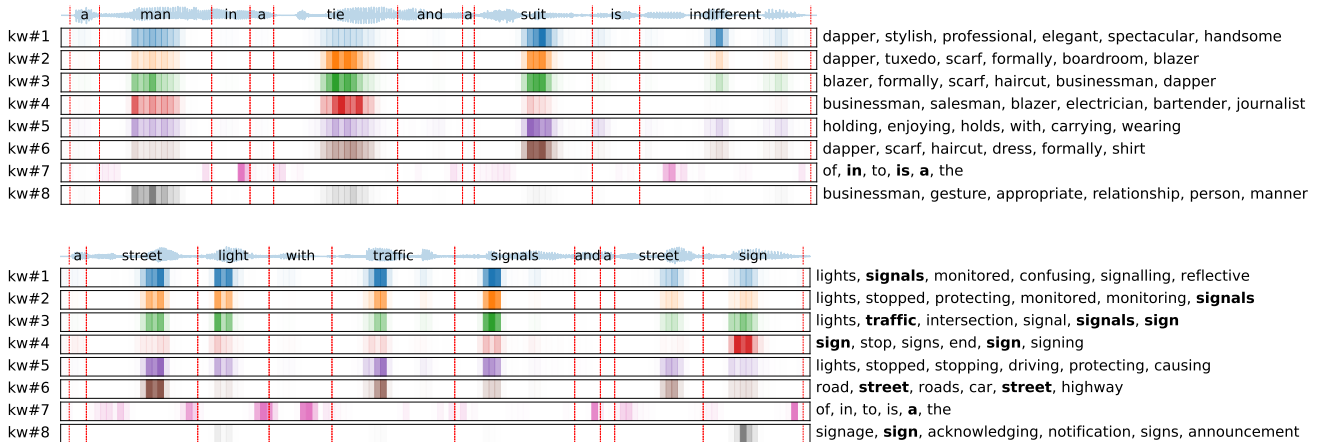 a man in a tie and a suit is indifferent
kw#1 dapper, stylish, professional, elegant, spectacular, handsome
kw#2 dapper, tuxedo, scarf, formally, boardroom, blazer
kw#3 blazer, formally, scarf, haircut, businessman, dapper
kw#4 businessman, salesman, blazer, electrician, bartender, journalist
kw#5 holding, enjoying, holds, with, carrying, wearing
kw#6 dapper, scarf, haircut, dress, formally, shirt
kw#7 of, in, to, is, a, the
kw#8 businessman, gesture, appropriate, relationship, person, manner
a street light with traffic signals and a street sign
kw#1 lights, signals, monitored, confusing, signalling, reflective
kw#2 lights, stopped, protecting, monitored, monitoring, signals
kw#3 lights, traffic, intersection, signal, signals, sign
kw#4 sign, stop, signs, end, sign, signing
kw#5 lights, stopped, stopping, driving, protecting, causing
kw#6 road, street, roads, car, street, highway
kw#7 of, in, to, is, a, the
kw#8 signage, sign, acknowledging, notification, signs, announcement